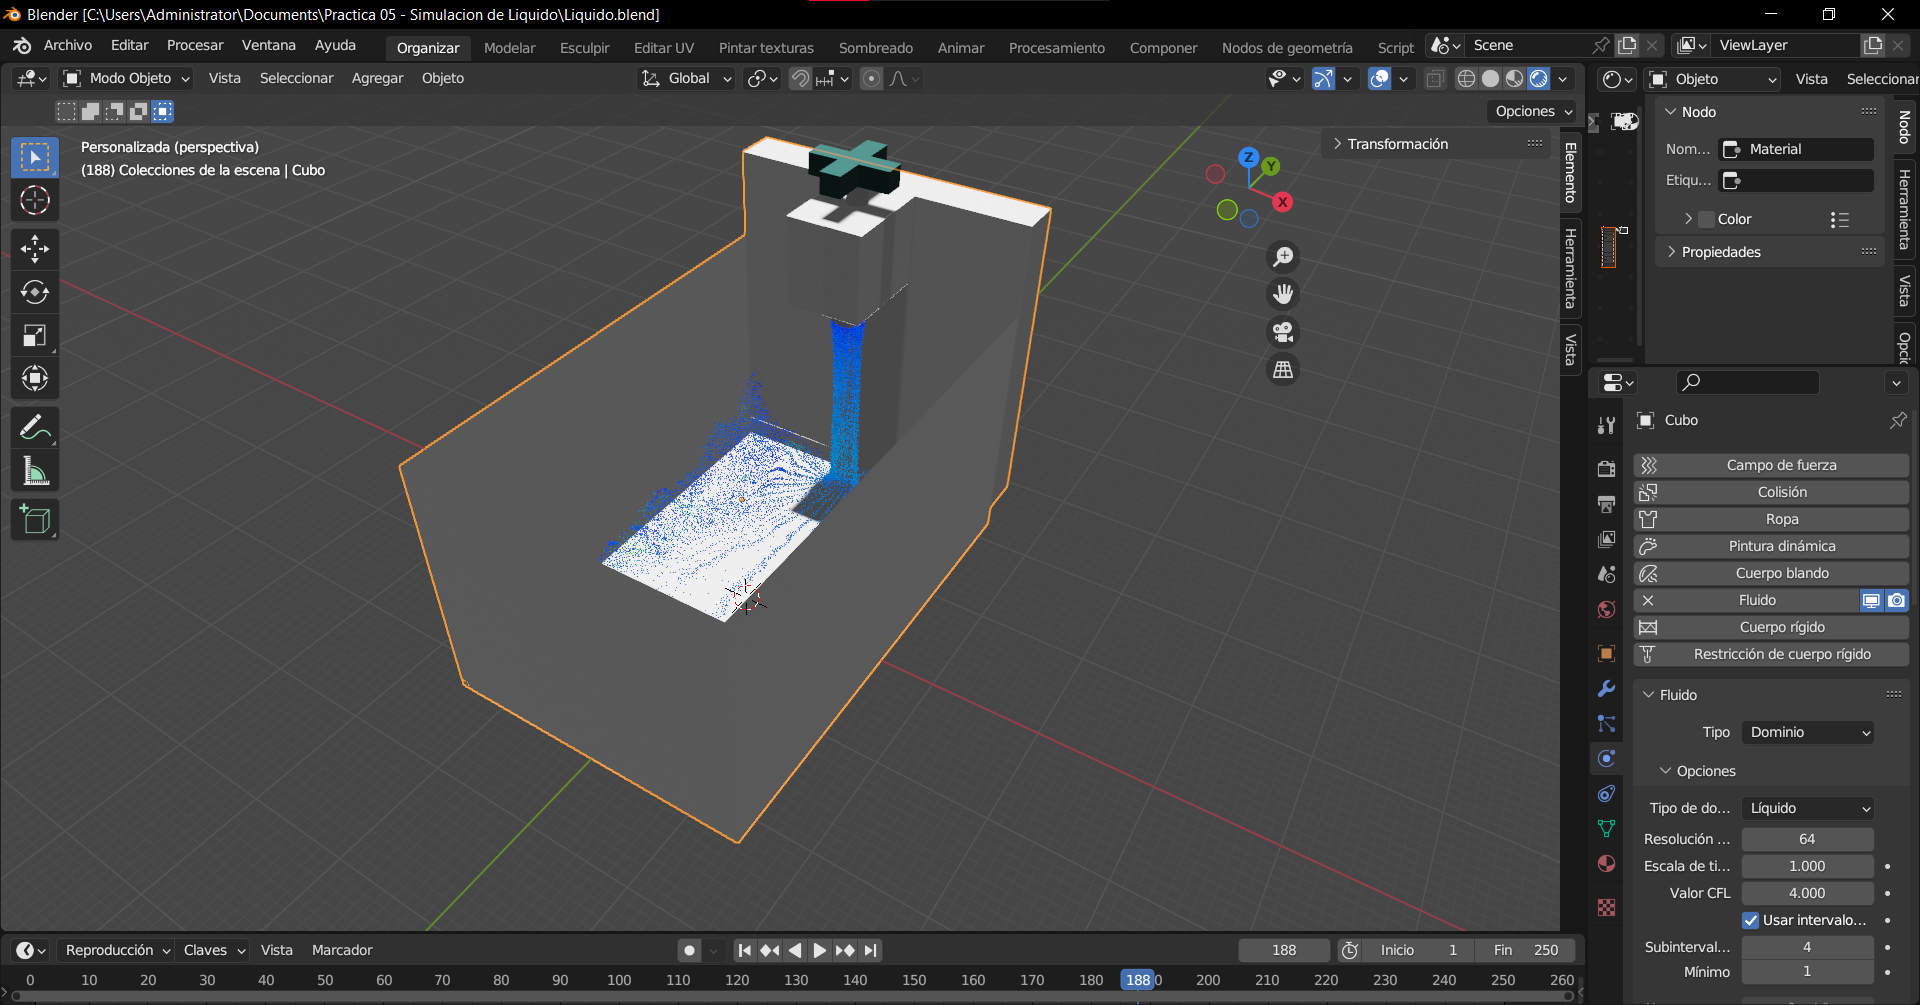 Blender [C:\Users\Administrator\Documents\Practica 05 - Simulacion de Liquido\Liquido.blend]
Archivo Editar Procesar Ventana Ayuda Organizar Modelar Esculpir Editar UV Pintar texturas Sombreado Animar Procesamiento Componer Nodos de geometría Script Scene ViewLayer
Modo Objeto Vista Seleccionar Agregar Objeto Global Objeto Vista Seleccionar
Opciones
Personalizada (perspectiva)
(188) Colecciones de la escena | Cubo
Transformación
Z
Y
X
Elemento
Herramienta
Vista
Nodo
Nom... Material
Etiqu...
Color
Propiedades
Nodo
Herramienta
Vista
Opcic
Cubo
Campo de fuerza
Colisión
Ropa
Pintura dinámica
Cuerpo blando
Fluido
Cuerpo rígido
Restricción de cuerpo rígido
Fluido
Tipo Dominio
Opciones
Tipo de do... Líquido
Resolución ... 64
Escala de ti... 1.000
Valor CFL 4.000
Usar intervalo...
Subinterval... 4
Mínimo 1
Reproducción Claves Vista Marcador 188 Inicio 1 Fin 250
0 10 20 30 40 50 60 70 80 90 100 110 120 130 140 150 160 170 180 188 0 200 210 220 230 240 250 260